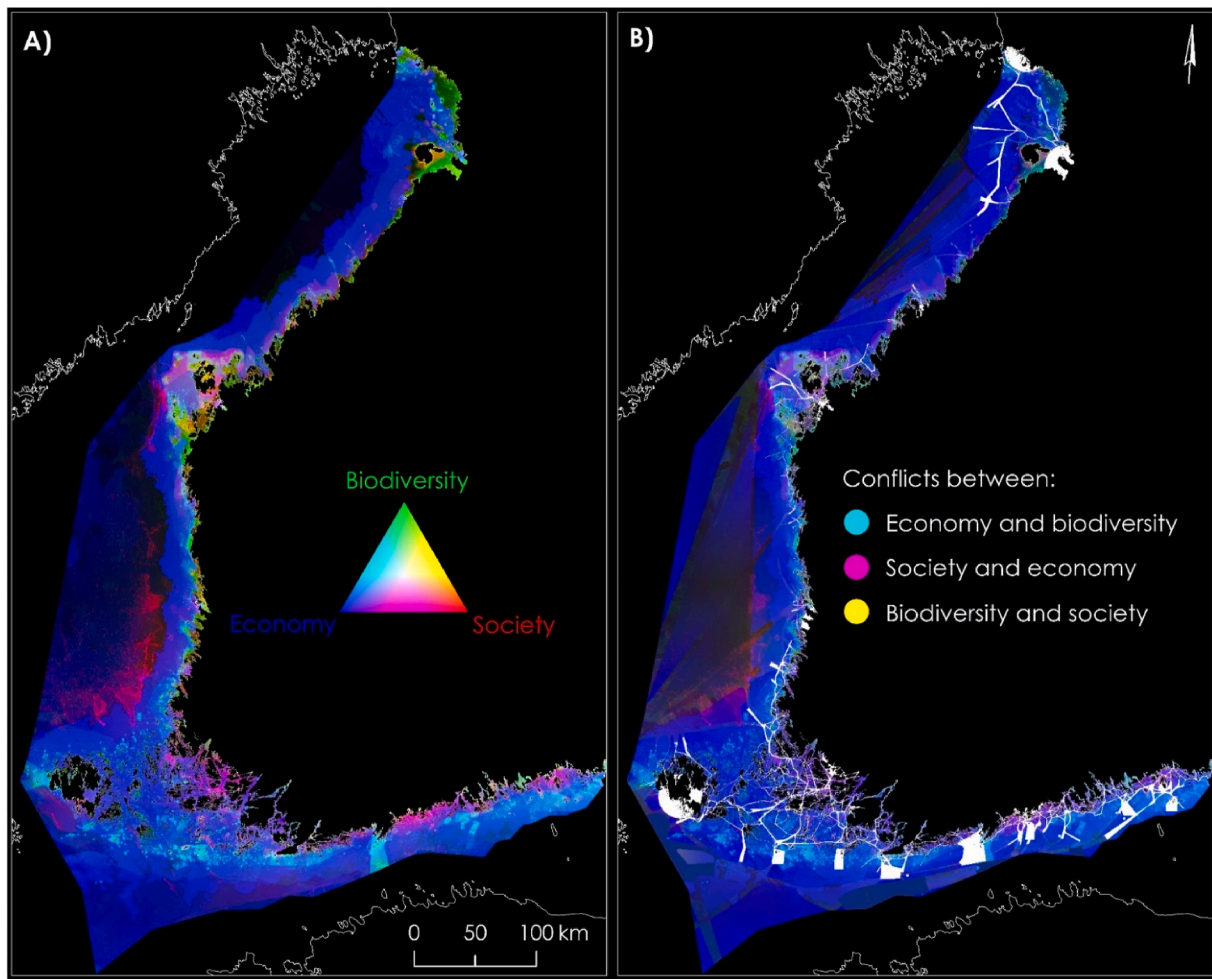 A)
Biodiversity
Economy
Society
0 50 100 km
B)
Conflicts between:
Economy and biodiversity
Society and economy
Biodiversity and society